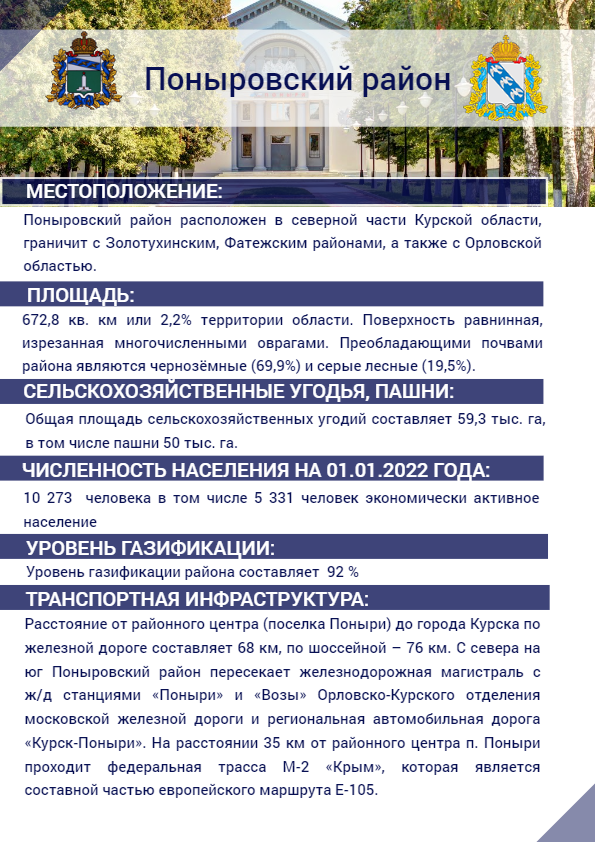 Поныровский район
МЕСТОПОЛОЖЕНИЕ:
Поныровский район расположен в северной части Курской области,
граничит с Золотухинским, Фатежским районами, а также с Орловской
областью.
ПЛОЩАДЬ:
672,8 кв. км или 2,2% территории области. Поверхность равнинная,
изрезанная многочисленными оврагами. Преобладающими почвами
района являются чернозёмные (69,9%) и серые лесные (19,5%).
СЕЛЬСКОХОЗЯЙСТВЕННЫЕ УГОДЬЯ, ПАШНИ:
Общая площадь сельскохозяйственных угодий составляет 59,3 тыс. га,
в том числе пашни 50 тыс. га.
ЧИСЛЕННОСТЬ НАСЕЛЕНИЯ НА 01.01.2022 ГОДА:
10 273 человека в том числе 5 331 человек экономически активное
население
УРОВЕНЬ ГАЗИФИКАЦИИ:
Уровень газификации района составляет 92 %
ТРАНСПОРТНАЯ ИНФРАСТРУКТУРА:
Расстояние от районного центра (поселка Поныри) до города Курска по
железной дороге составляет 68 км, по шоссейной – 76 км. С севера на
юг Поныровский район пересекает железнодорожная магистраль с
ж/д станциями «Поныри» и «Возы» Орловско-Курского отделения
московской железной дороги и региональная автомобильная дорога
«Курск-Поныри». На расстоянии 35 км от районного центра п. Поныри
проходит федеральная трасса М-2 «Крым», которая является
составной частью европейского маршрута Е-105.